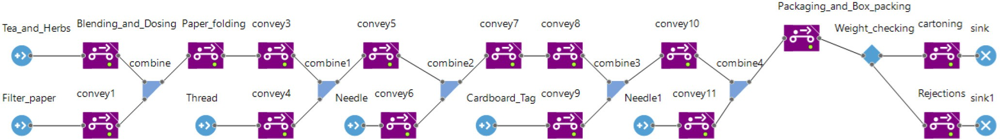 Packaging_and_Box_packing
Tea_and_Herbs
Blending_and_Dosing
Paper_folding
convey3
convey5
convey7
convey8
convey10
Weight_checking
cartoning
sink
combine
combine1
combine2
combine3
combine4
Filter_paper
convey1
Thread
convey4
Needle
convey6
Cardboard_Tag
convey9
Needle1
convey11
Rejections
sink1